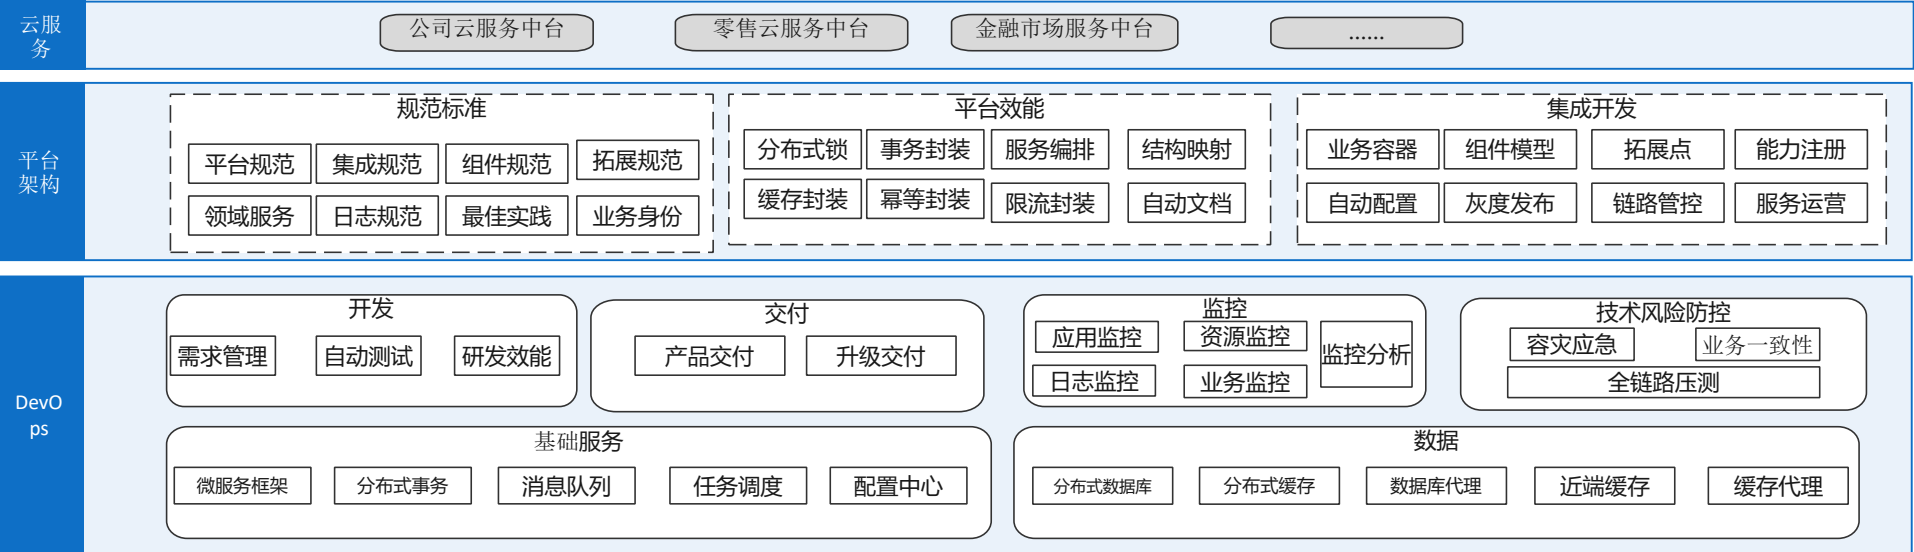 云服
务
公司云服务中台
零售云服务中台
金融市场服务中台
......
平台
架构
规范标准
平台规范
集成规范
组件规范
拓展规范
领域服务
日志规范
最佳实践
业务身份
平台效能
分布式锁
事务封装
服务编排
结构映射
缓存封装
幂等封装
限流封装
自动文档
集成开发
业务容器
组件模型
拓展点
能力注册
自动配置
灰度发布
链路管控
服务运营
DevO
ps
开发
需求管理
自动测试
研发效能
交付
产品交付
升级交付
监控
应用监控
资源监控
监控分析
日志监控
业务监控
技术风险防控
容灾应急
业务一致性
全链路压测
基础服务
微服务框架
分布式事务
消息队列
任务调度
配置中心
数据
分布式数据库
分布式缓存
数据库代理
近端缓存
缓存代理